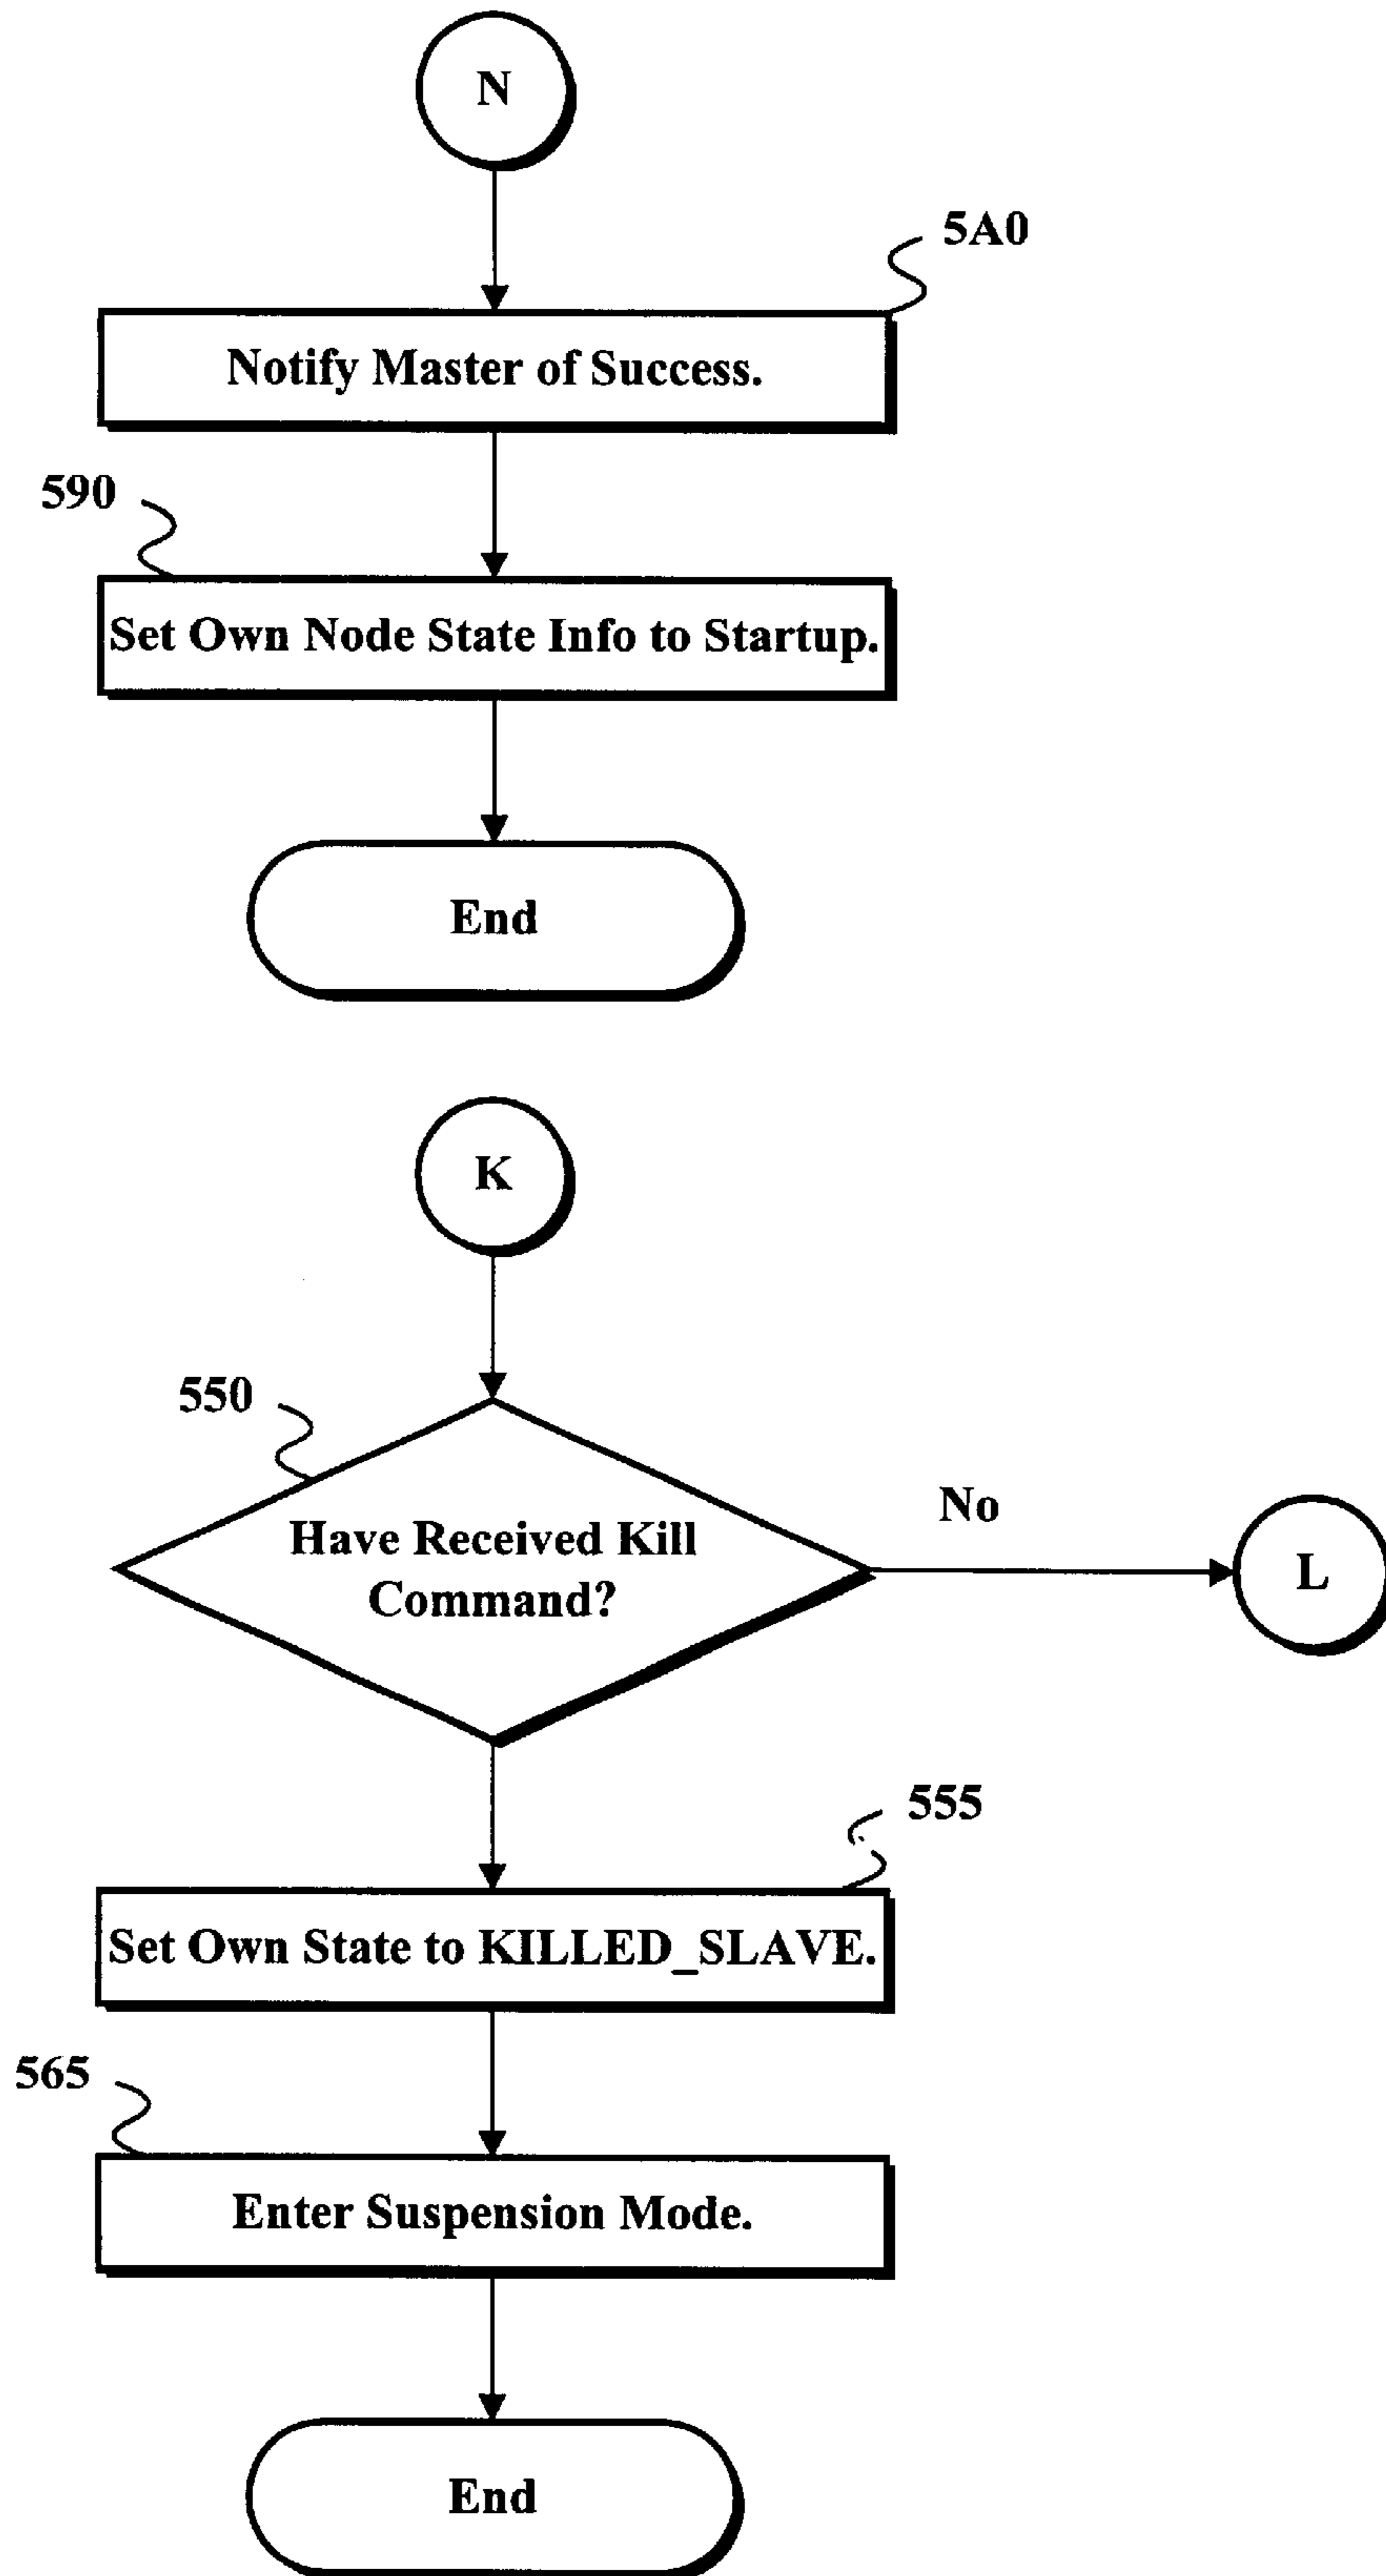 N
5A0
Notify Master of Success.
590
Set Own Node State Info to Startup.
End
K
550
Have Received Kill
Command?
No
L
555
Set Own State to KILLED_SLAVE.
565
Enter Suspension Mode.
End